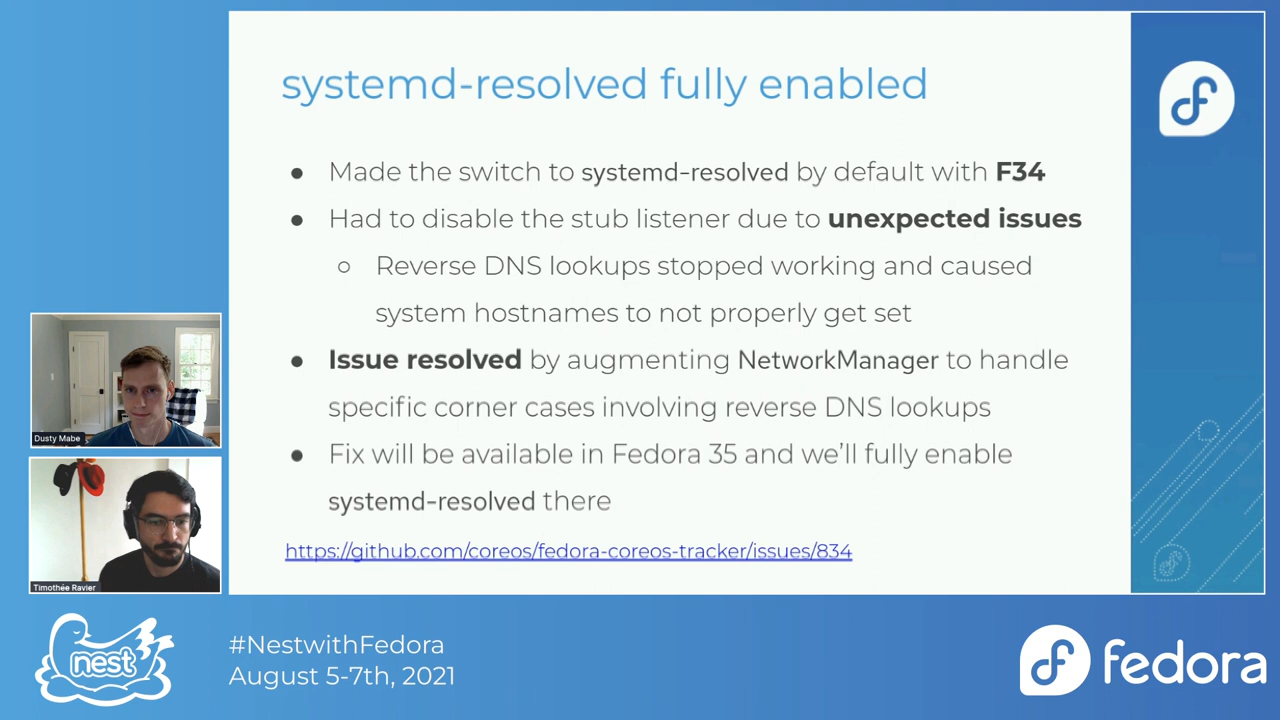 systemd-resolved fully enabled
● Made the switch to systemd-resolved by default with F34
● Had to disable the stub listener due to unexpected issues
○ Reverse DNS lookups stopped working and caused
system hostnames to not properly get set
● Issue resolved by augmenting NetworkManager to handle
specific corner cases involving reverse DNS lookups
● Fix will be available in Fedora 35 and we'll fully enable
systemd-resolved there
https://github.com/coreos/fedora-coreos-tracker/issues/834
Dusty Mabe
Timothée Ravier
nest
#NestwithFedora
August 5-7th, 2021
fedora